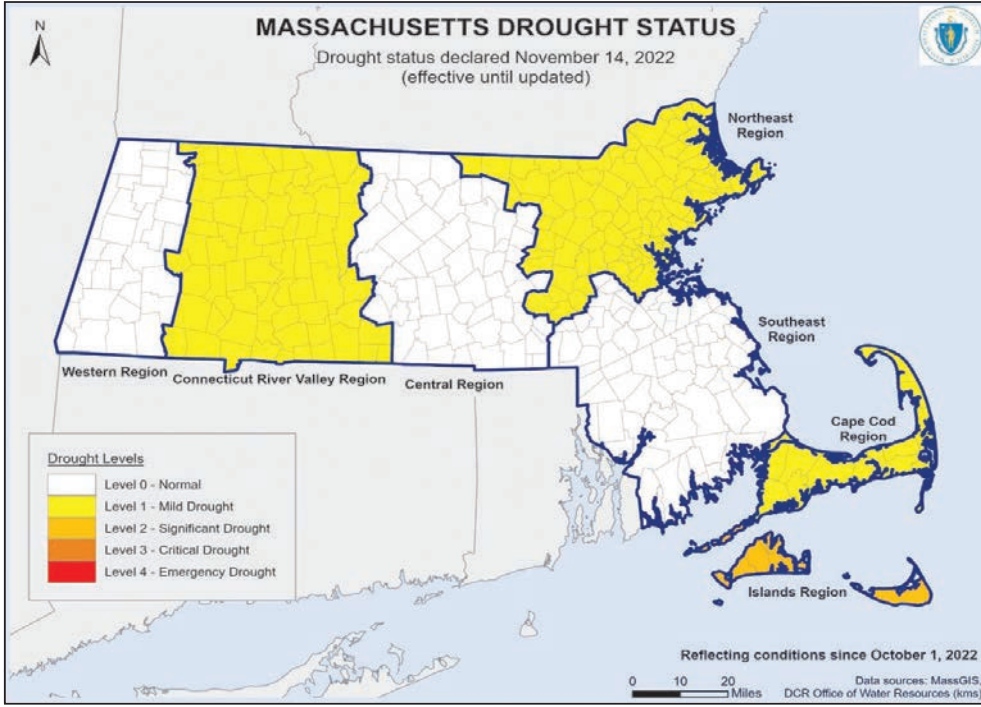 MASSACHUSETTS DROUGHT STATUS
Drought status declared November 14, 2022
(effective until updated)
N
Northeast
Region
Southeast
Region
Western Region
Connecticut River Valley Region
Central Region
Cape Cod
Region
Drought Levels
Level 0 - Normal
Level 1 - Mild Drought
Level 2 - Significant Drought
Level 3 - Critical Drought
Level 4 - Emergency Drought
Islands Region
Reflecting conditions since October 1, 2022
0 10 20
Miles
Data sources: MassGIS,
DCR Office of Water Resources (kms)